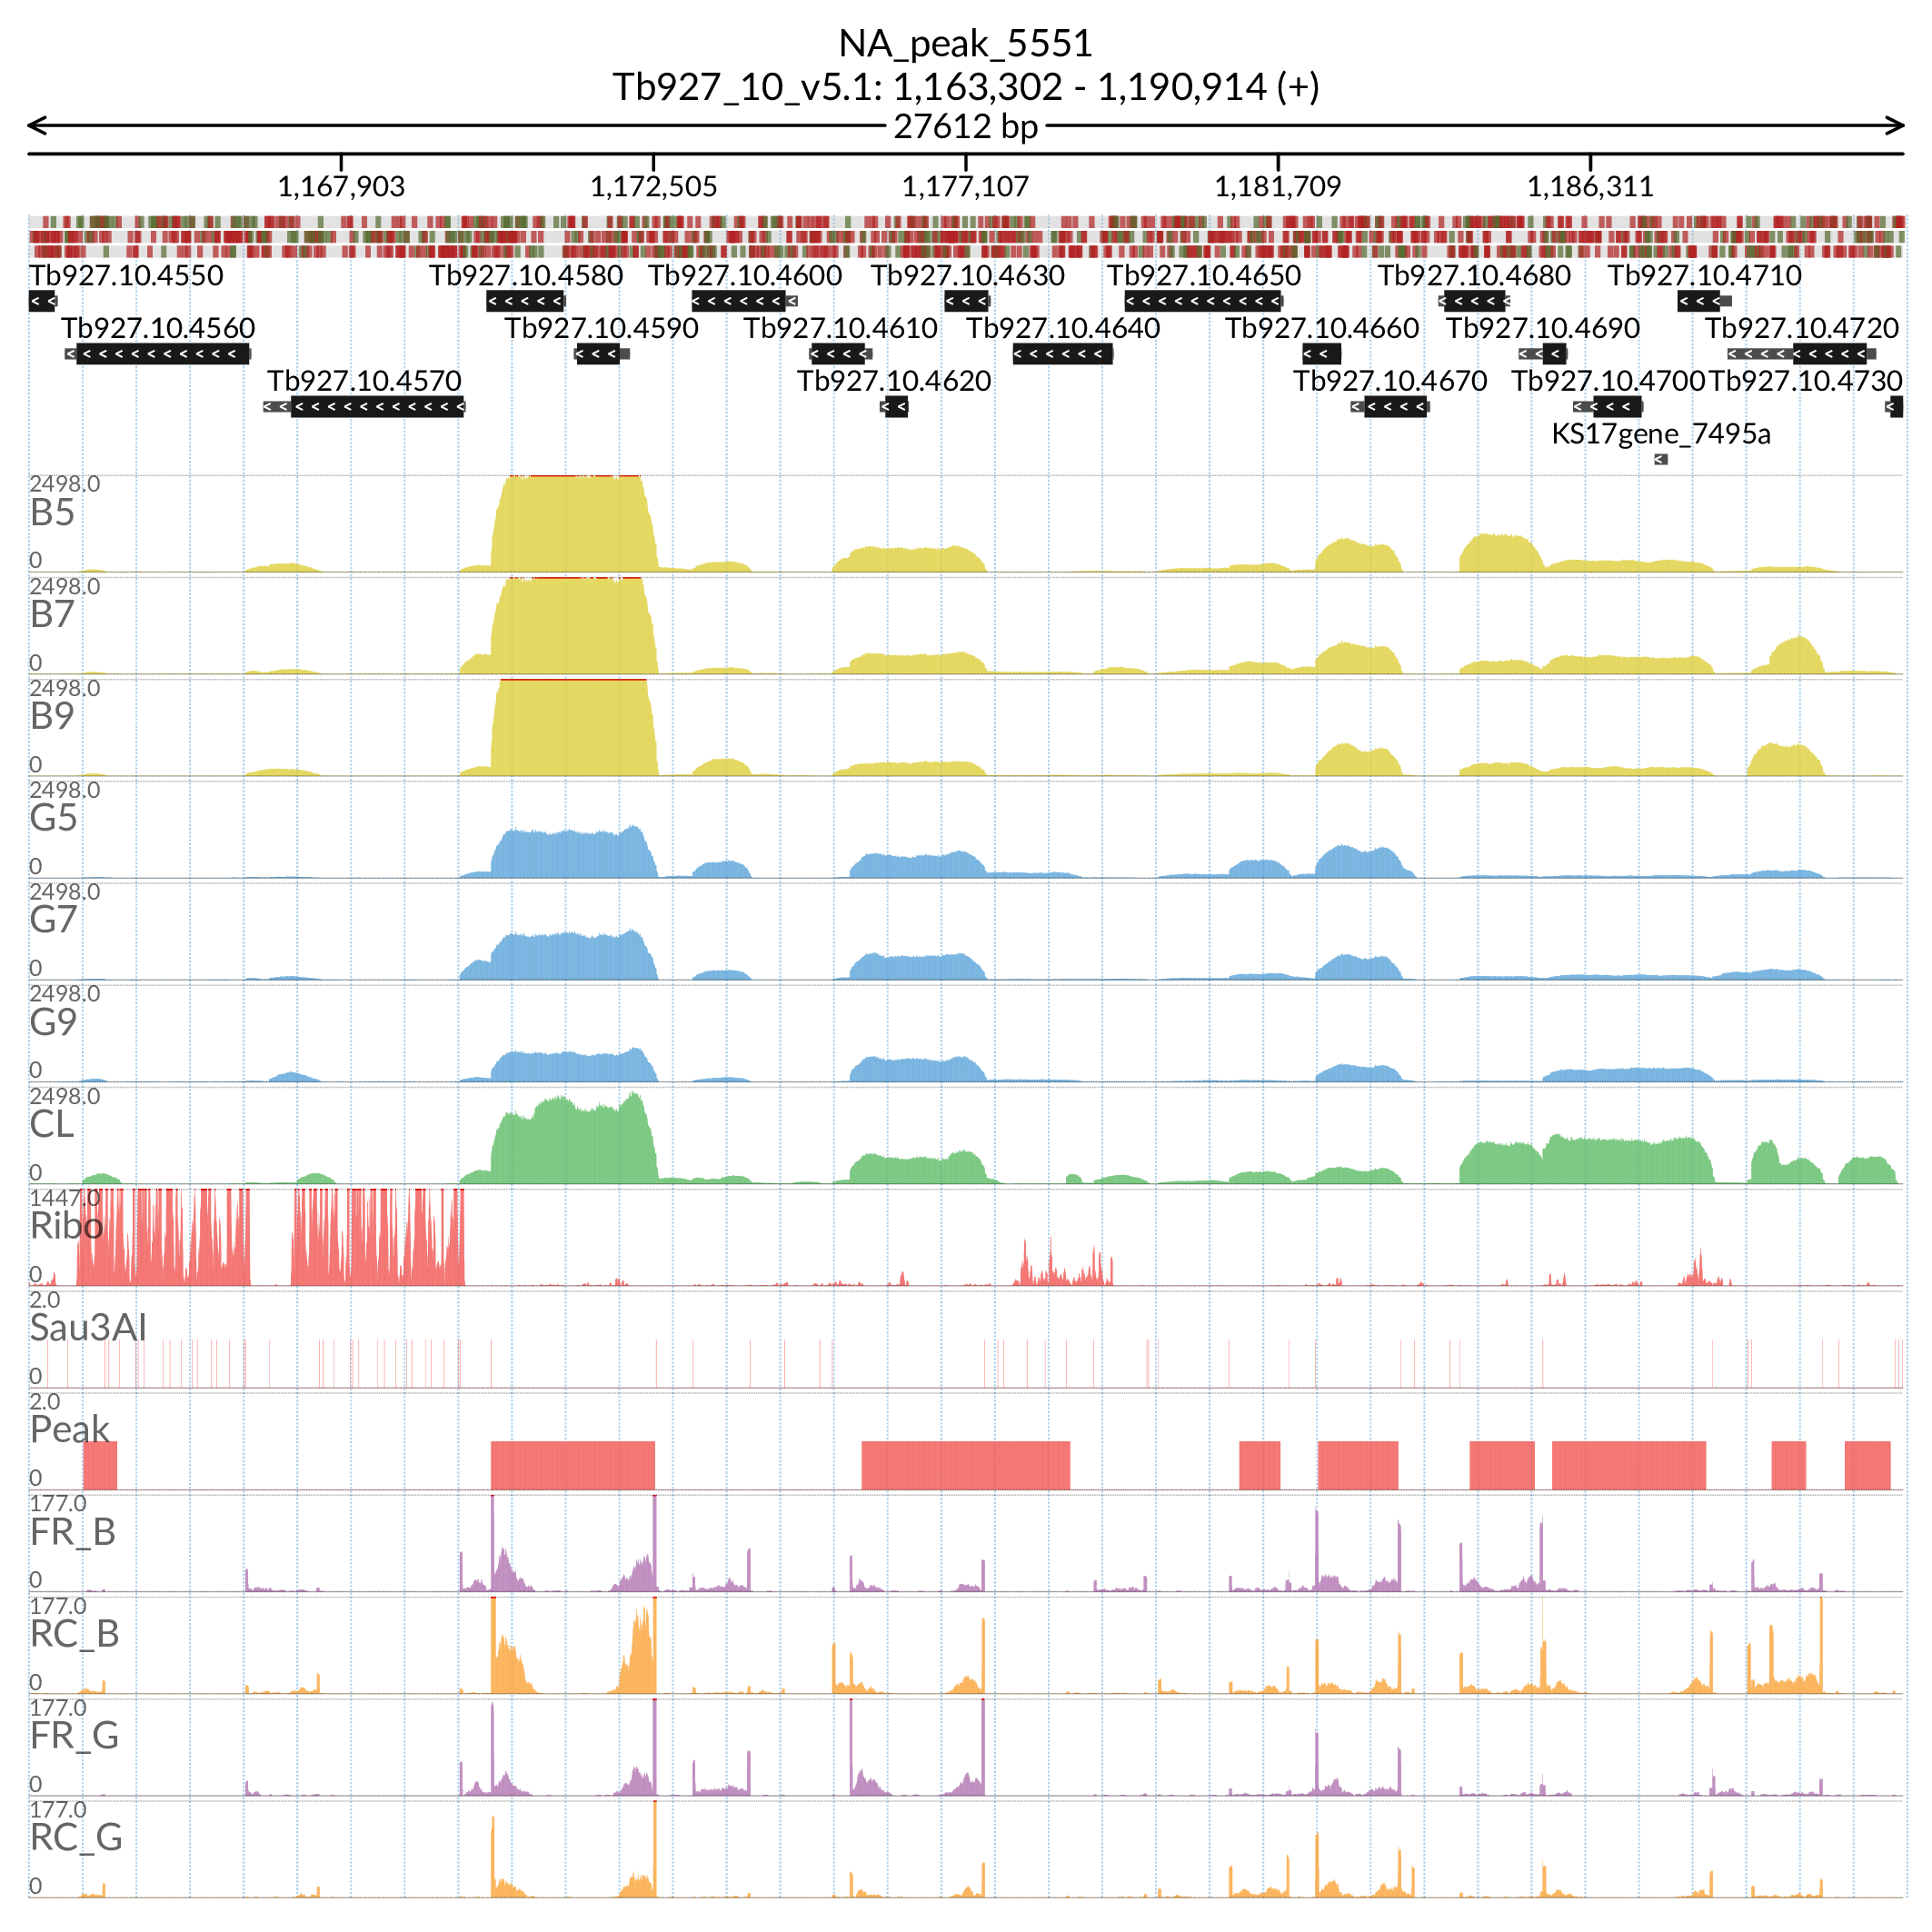 NA_peak_5551
Tb927_10_v5.1: 1,163,302 - 1,190,914 (+)
27612 bp
1,167,903 1,172,505 1,177,107 1,181,709 1,186,311
Tb927.10.4550 Tb927.10.4580 Tb927.10.4600 Tb927.10.4630 Tb927.10.4650 Tb927.10.4680 Tb927.10.4710
Tb927.10.4560 Tb927.10.4590 Tb927.10.4610 Tb927.10.4640 Tb927.10.4660 Tb927.10.4690 Tb927.10.4720
Tb927.10.4570 Tb927.10.4620 Tb927.10.4670 Tb927.10.4700 Tb927.10.4730
KS17gene_7495a
2498.0
B5
0
2498.0
B7
0
2498.0
B9
0
2498.0
G5
0
2498.0
G7
0
2498.0
G9
0
2498.0
CL
0
1447.0
Ribo
0
2.0
Sau3AI
0
2.0
Peak
0
177.0
FR_B
0
177.0
RC_B
0
177.0
FR_G
0
177.0
RC_G
0